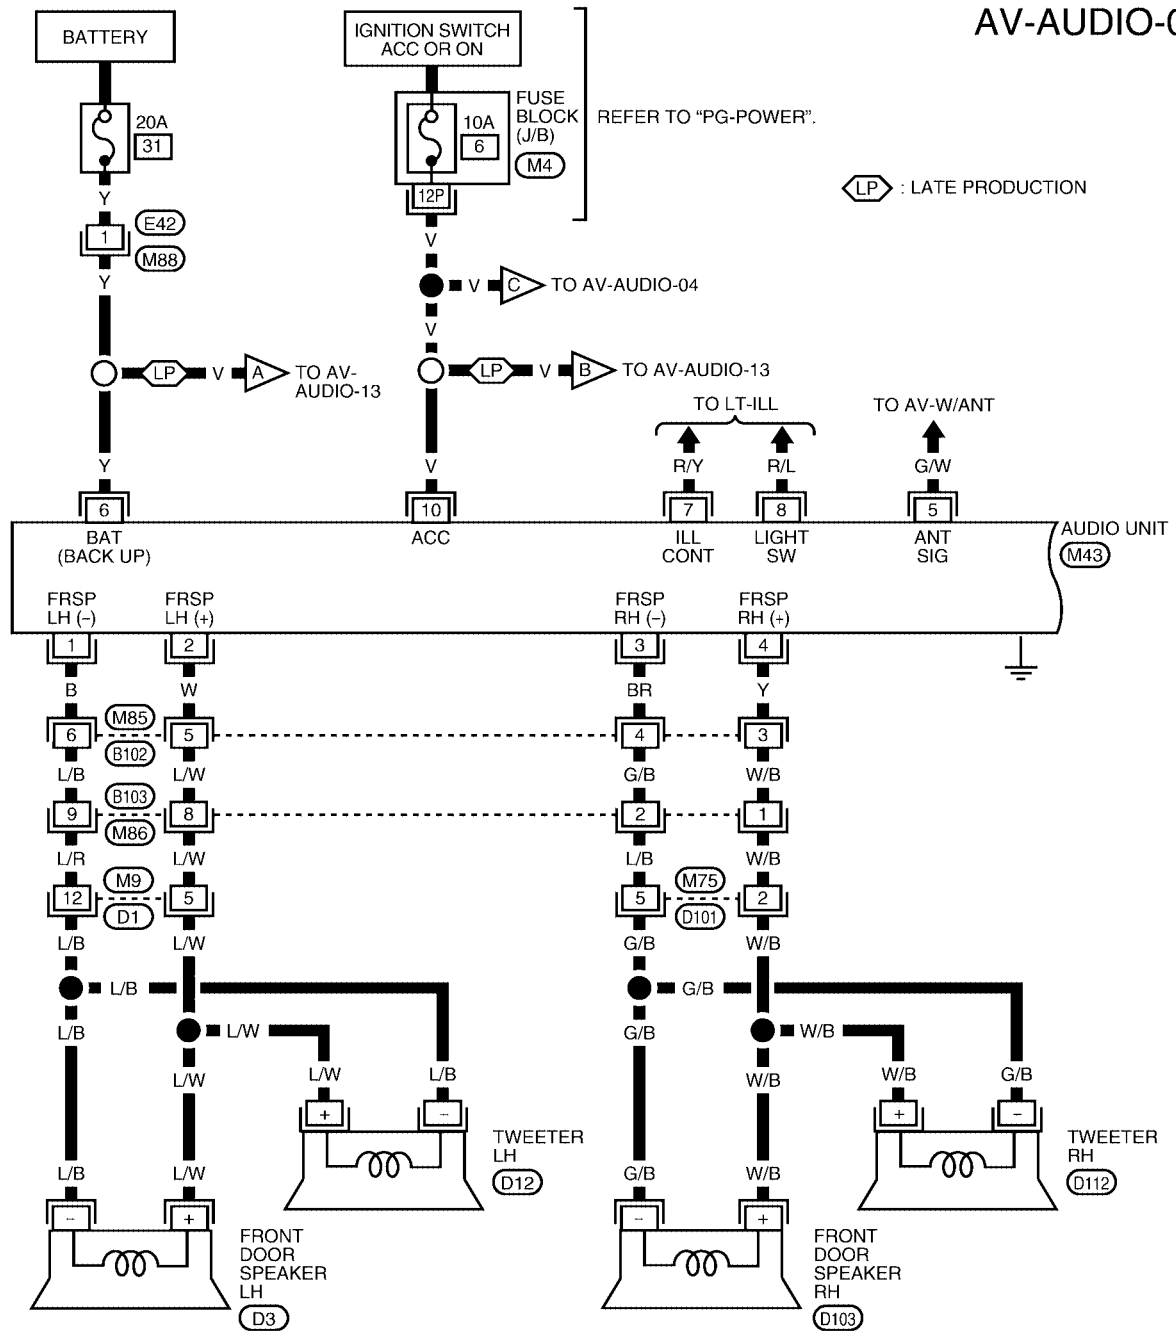 AV-AUDIO-0
BATTERY
IGNITION SWITCH
ACC OR ON
20A
31
10A
6
FUSE
BLOCK
(J/B)
M4
REFER TO “PG-POWER”.
12P
LP : LATE PRODUCTION
Y
1
E42
M88
Y
V
V C TO AV-AUDIO-04
V
LP V A TO AV-
AUDIO-13
LP V B TO AV-AUDIO-13
TO LT-ILL
TO AV-W/ANT
Y
V
R/Y
R/L
G/W
6
10
7
8
5
BAT
(BACK UP)
ACC
ILL
CONT
LIGHT
SW
ANT
SIG
AUDIO UNIT
M43
FRSP
LH (–)
FRSP
LH (+)
FRSP
RH (–)
FRSP
RH (+)
1
2
3
4
B
W
BR
Y
6
M85
B102
5
4
3
L/B
L/W
G/B
W/B
9
B103
M86
8
2
1
L/R
L/W
L/B
W/B
12
M9
D1
5
5
M75
D101
2
L/B
L/W
G/B
W/B
L/B
G/B
L/B
L/W
G/B
W/B
L/W
L/W
L/B
W/B
W/B
G/B
+
–
+
–
TWEETER
LH
D12
TWEETER
RH
D112
L/B
L/W
G/B
W/B
–
+
–
+
FRONT
DOOR
SPEAKER
LH
D3
FRONT
DOOR
SPEAKER
RH
D103